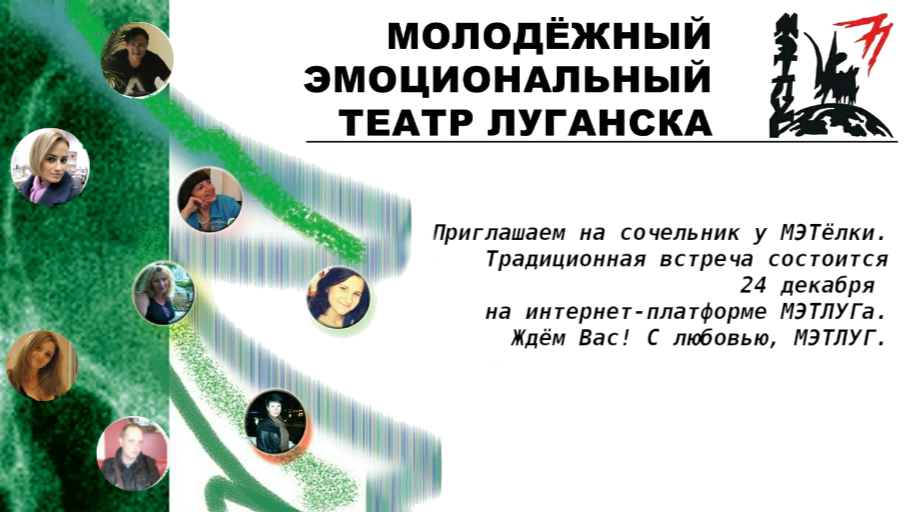 МОЛОДЁЖНЫЙ
ЭМОЦИОНАЛЬНЫЙ
ТЕАТР ЛУГАНСКА
МЭТЛУГ
Приглашаем на сочельник у МЭТёлки.
Традиционная встреча состоится
24 декабря
на интернет-платформе МЭТЛУГа.
Ждём Вас! С любовью, МЭТЛУГ.